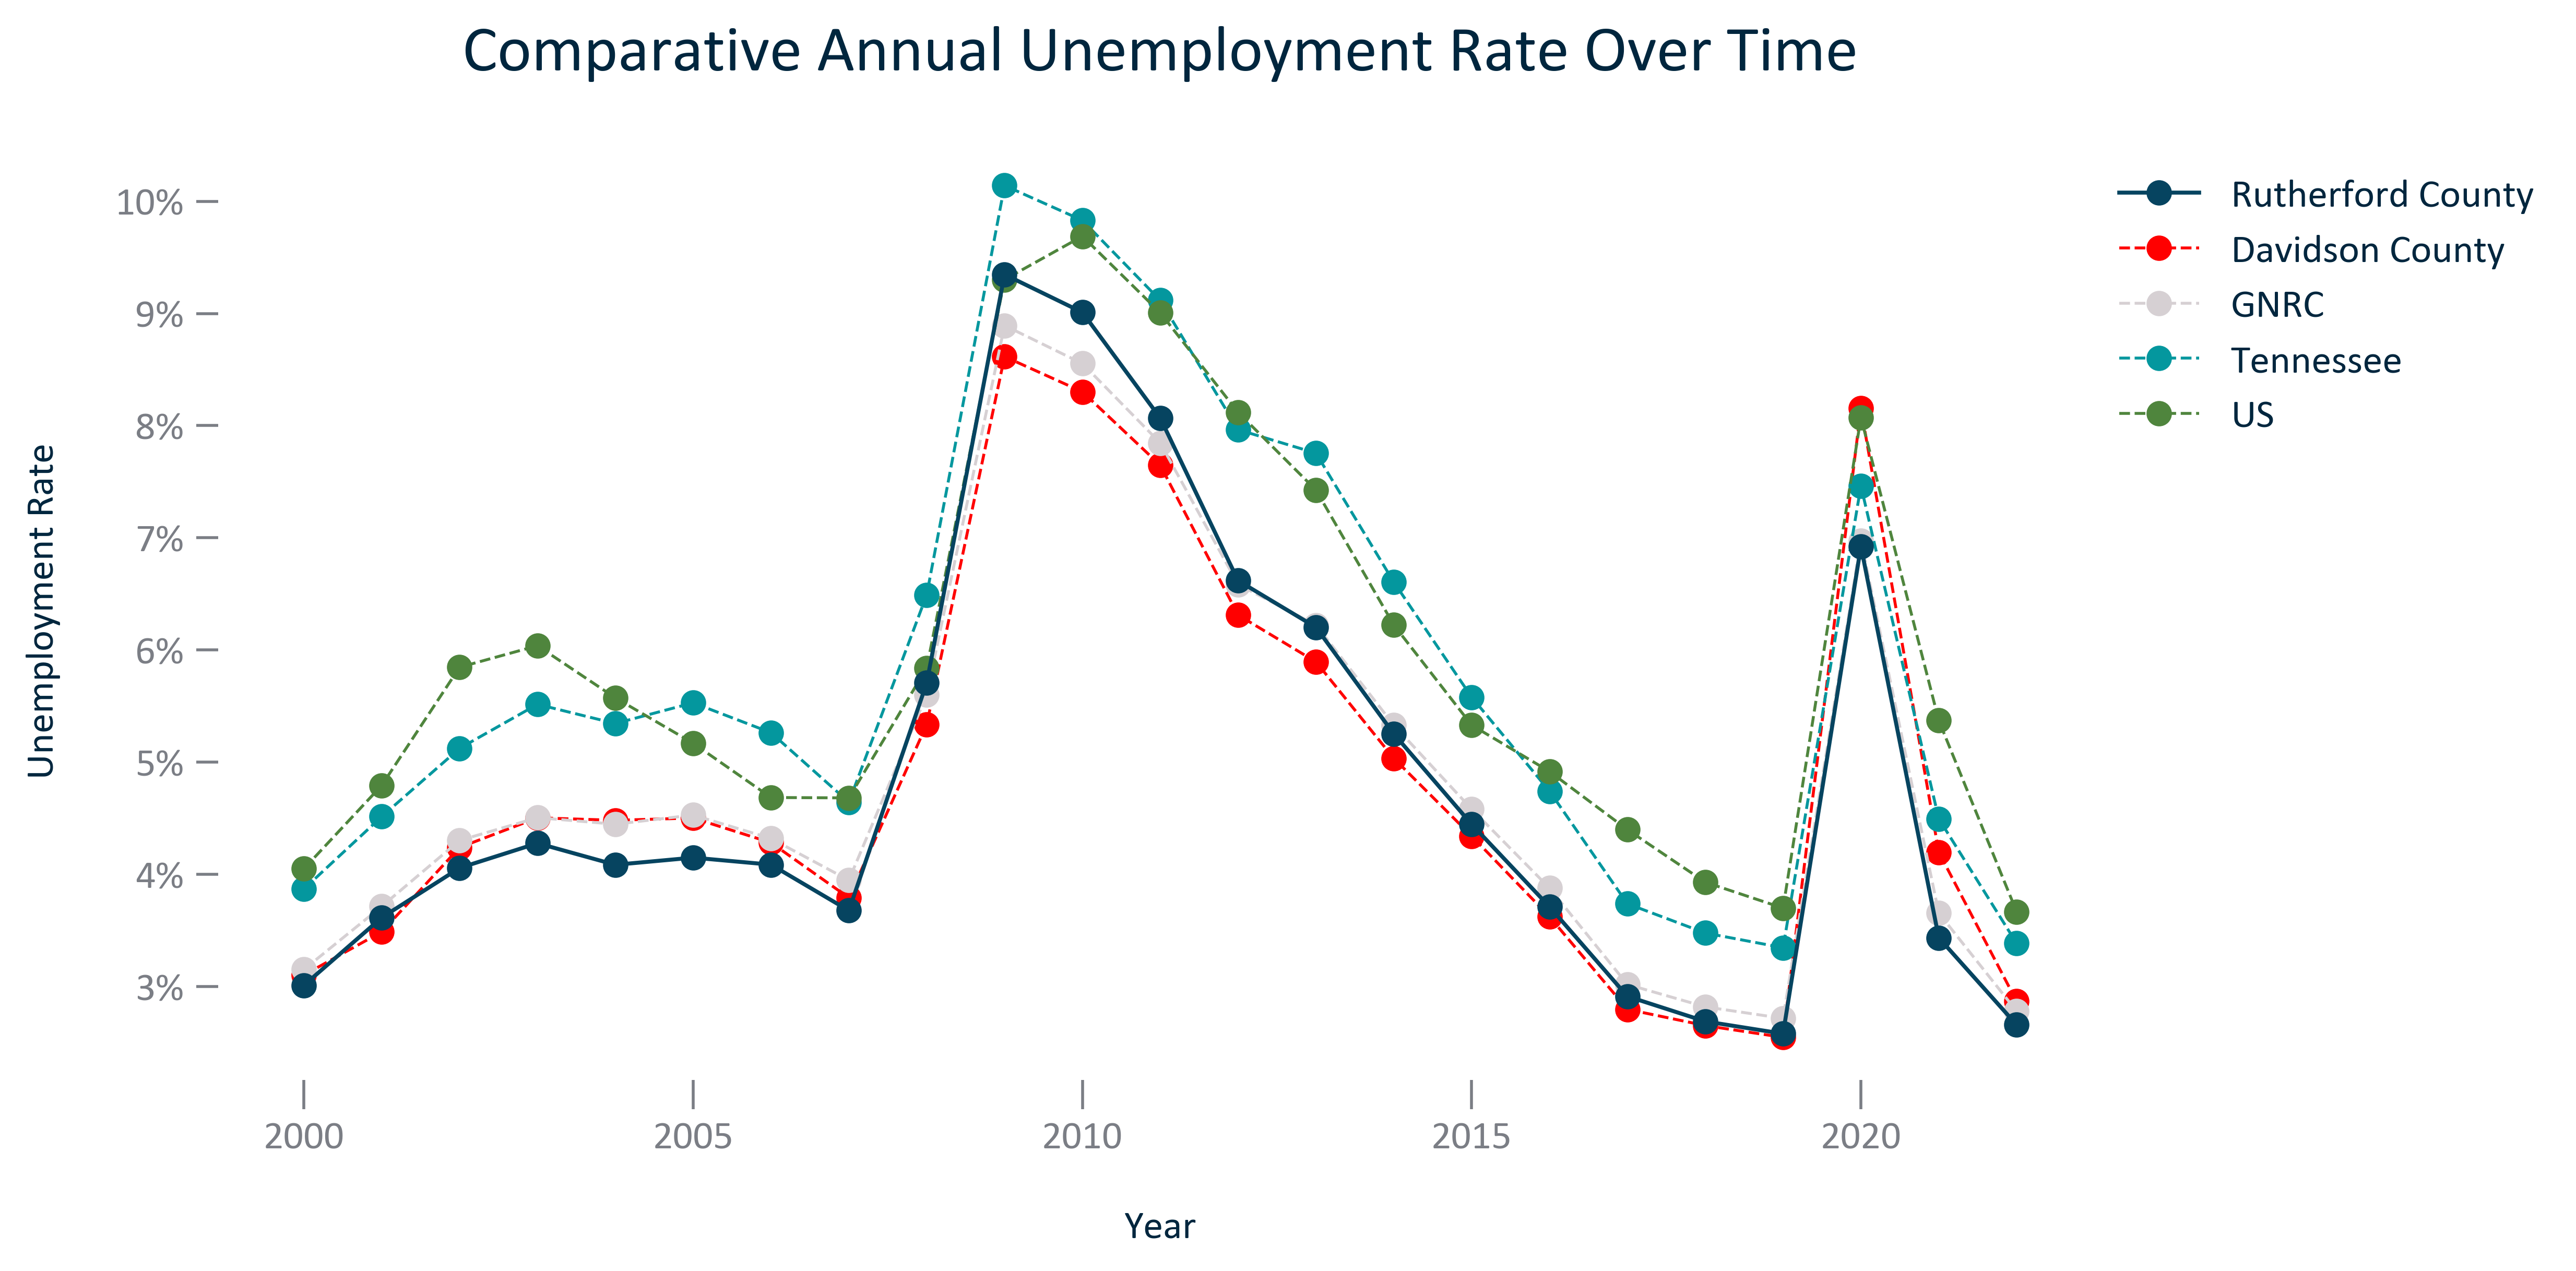 Comparative Annual Unemployment Rate Over Time
10%
9%
8%
7%
6%
5%
4%
3%
Unemployment Rate
2000
2005
2010
2015
2020
Year
Rutherford County
Davidson County
GNRC
Tennessee
US